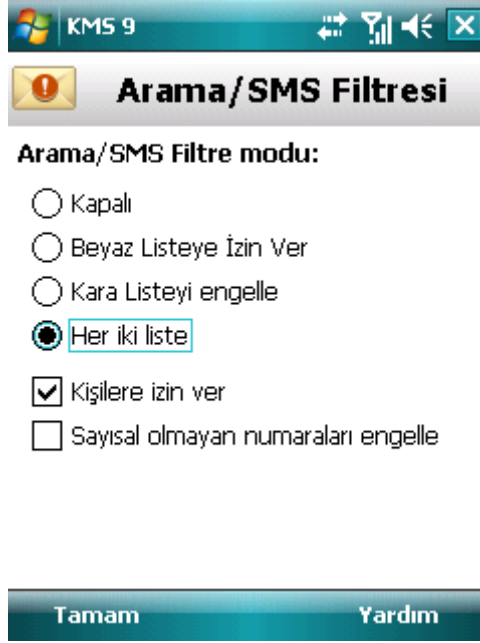 KMS 9
Arama/SMS Filtresi
Arama/SMS Filtre modu:
Kapalı
Beyaz Listeye İzin Ver
Kara Listeyi engelle
Her iki liste
Kişilere izin ver
Sayısal olmayan numaraları engelle
Tamam Yardım